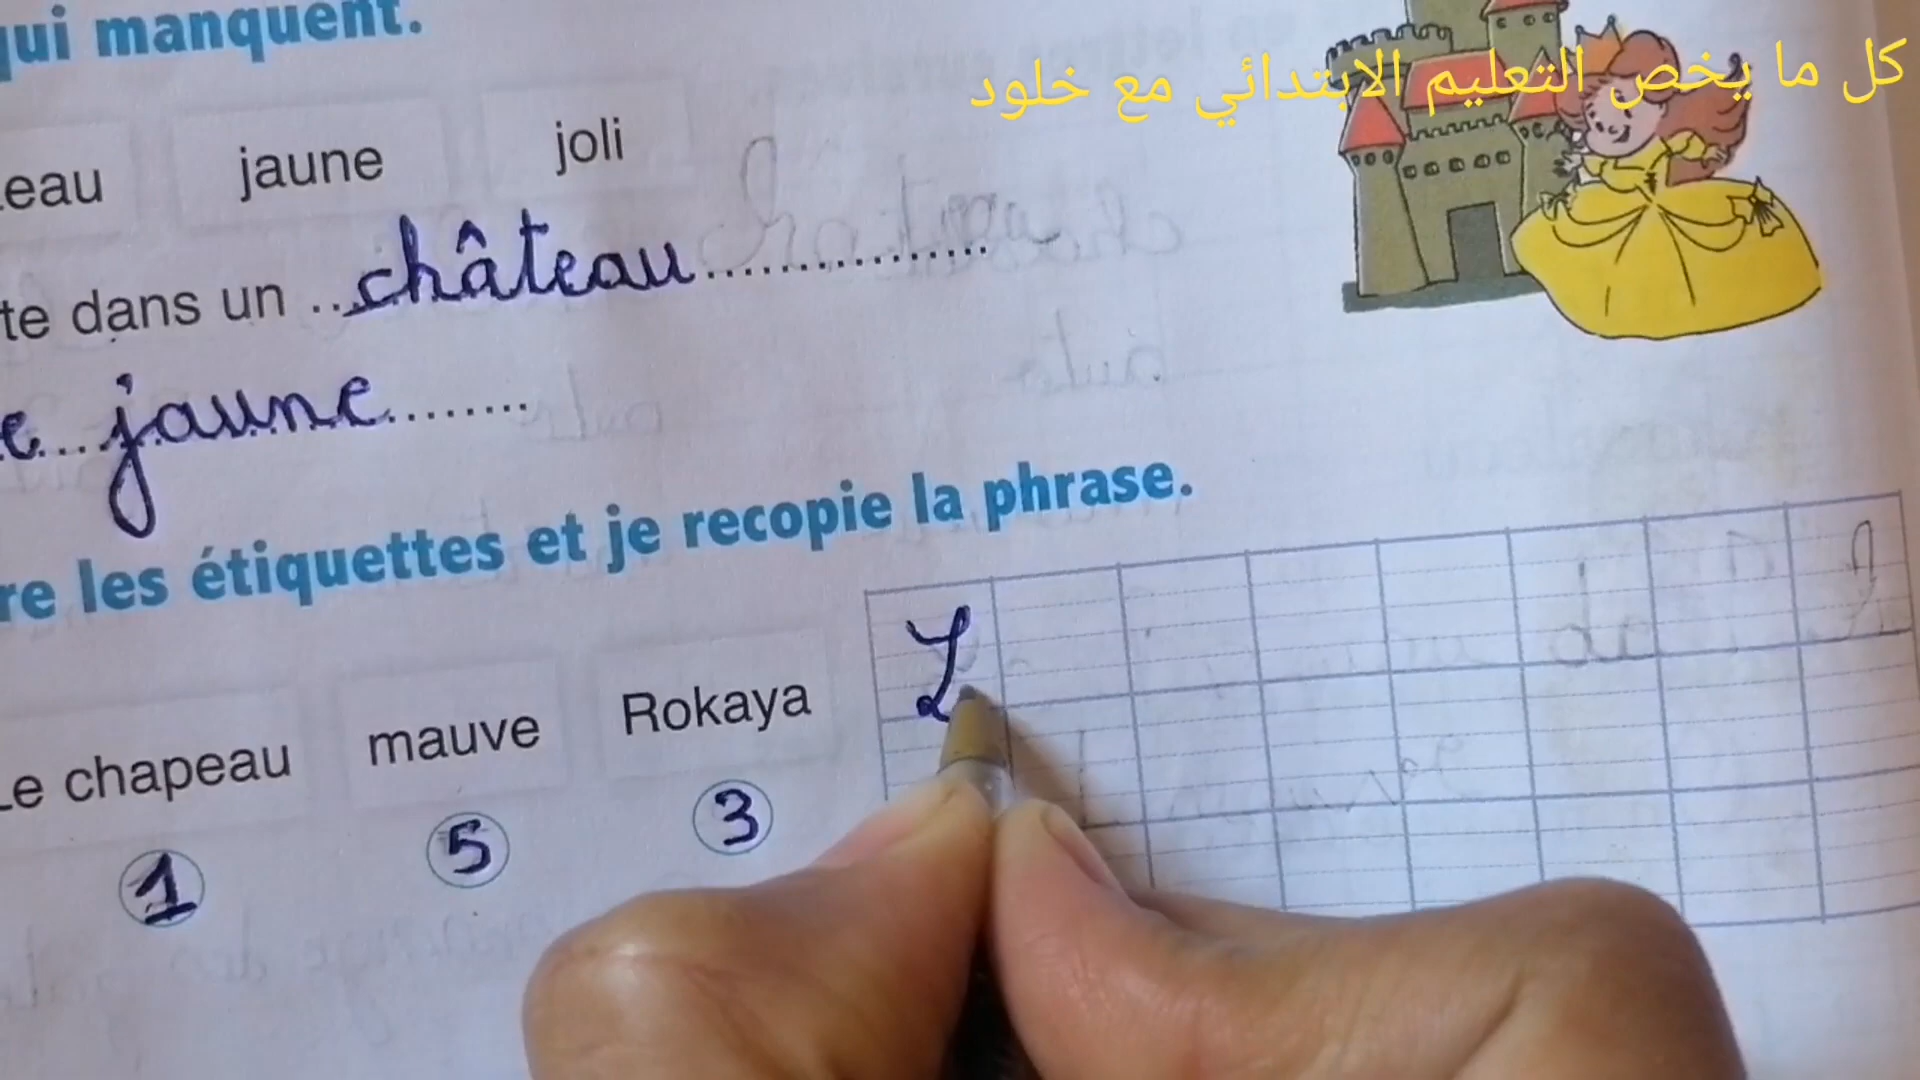 qui manquent.
كل ما يخص التعليم الابتدائي مع خلود
eau jaune joli
te dans un ..château................
e...jaune........
re les étiquettes et je recopie la phrase.
Le chapeau mauve Rokaya
1 5 3
L